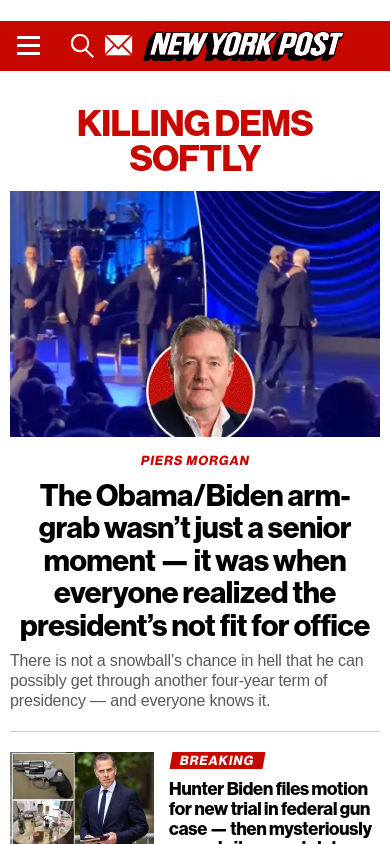 NEW YORK POST
KILLING DEMS
SOFTLY
PIERS MORGAN
The Obama/Biden arm-
grab wasn’t just a senior
moment — it was when
everyone realized the
president’s not fit for office
There is not a snowball’s chance in hell that he can
possibly get through another four-year term of
presidency — and everyone knows it.
BREAKING
Hunter Biden files motion
for new trial in federal gun
case — then mysteriously